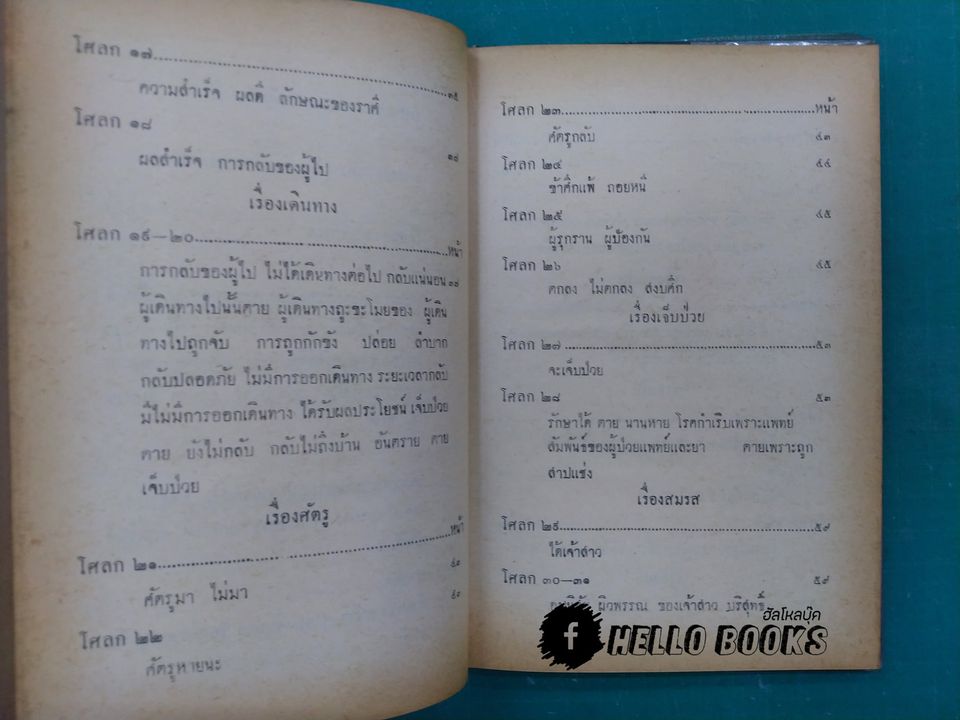 โศลก ๑๗
ความสำเร็จ ผลดี ลักษณะของราศี ๓๕
โศลก ๑๘
ผลสำเร็จ การกลับของผู้ไป
เรื่องเดินทาง
โศลก ๑๙—๒๐ หน้า
การกลับของผู้ไป ไม่ได้เดินทางต่อไป กลับแน่นอน
ผู้เดินทางไปนั้นตาย ผู้เดินทางถูกขะโมยของ ผู้เดิน
ทางไปถูกจับ การถูกกักขัง ปล่อย ลำบาก
กลับปลอดภัย ไม่มีการออกเดินทาง ระยะเวลากลับ
มีไม่มีการออกเดินทาง ได้รับผลประโยชน์ เจ็บป่วย
ตาย ยังไม่กลับ กลับไม่ถึงบ้าน อันตราย ตาย
เจ็บป่วย
เรื่องศัตรู
หน้า
โศลก ๒๑
ศัตรูมา ไม่มา
โศลก ๒๒
ศัตรูหายนะ
โศลก ๒๓ หน้า
ศัตรูกลับ ๔๓
โศลก ๒๔ ๔๔
ข้าศึกแพ้ ถอยหนี
โศลก ๒๕ ๔๕
ผู้รุกราน ผู้ป้องกัน
โศลก ๒๖ ๔๕
ตกลง ไม่ตกลง สงบศึก
เรื่องเจ็บป่วย
โศลก ๒๗ ๕๓
จะเจ็บป่วย
โศลก ๒๘ ๕๓
รักษาได้ ตาย นานหาย โรคกำเริบเพราะแพทย์
สัมพันธ์ของผู้ป่วยแพทย์และยา ตายเพราะถูก
สาปแช่ง
เรื่องสมรส
โศลก ๒๙ ๕๙
ได้เจ้าสาว
โศลก ๓๐—๓๑ ๕๙
ผิวพรรณ ของเจ้าสาว บริสุทธิ์
ฮัลโหลบุ๊ค
f HELLO BOOKS